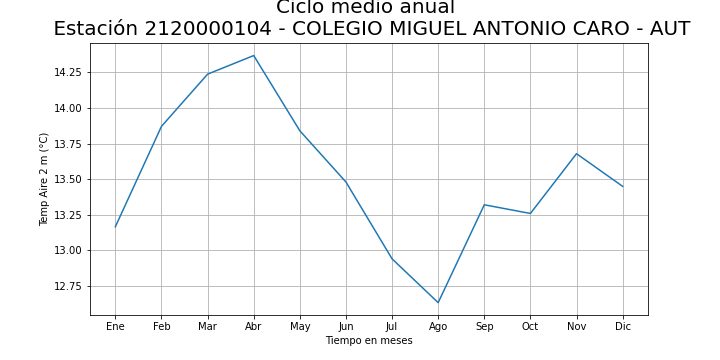 Ciclo medio anual
Estación 2120000104 - COLEGIO MIGUEL ANTONIO CARO - AUT
14.25
14.00
13.75
13.50
13.25
13.00
12.75
Temp Aire 2 m (°C)
Ene Feb Mar Abr May Jun Jul Ago Sep Oct Nov Dic
Tiempo en meses